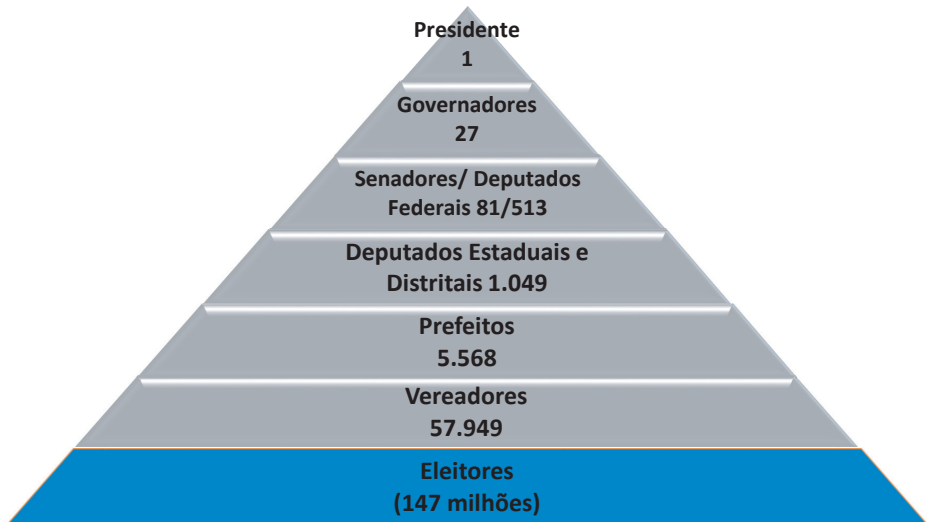 Presidente
1
Governadores
27
Senadores/ Deputados
Federais 81/513
Deputados Estaduais e
Distritais 1.049
Prefeitos
5.568
Vereadores
57.949
Eleitores
(147 milhões)